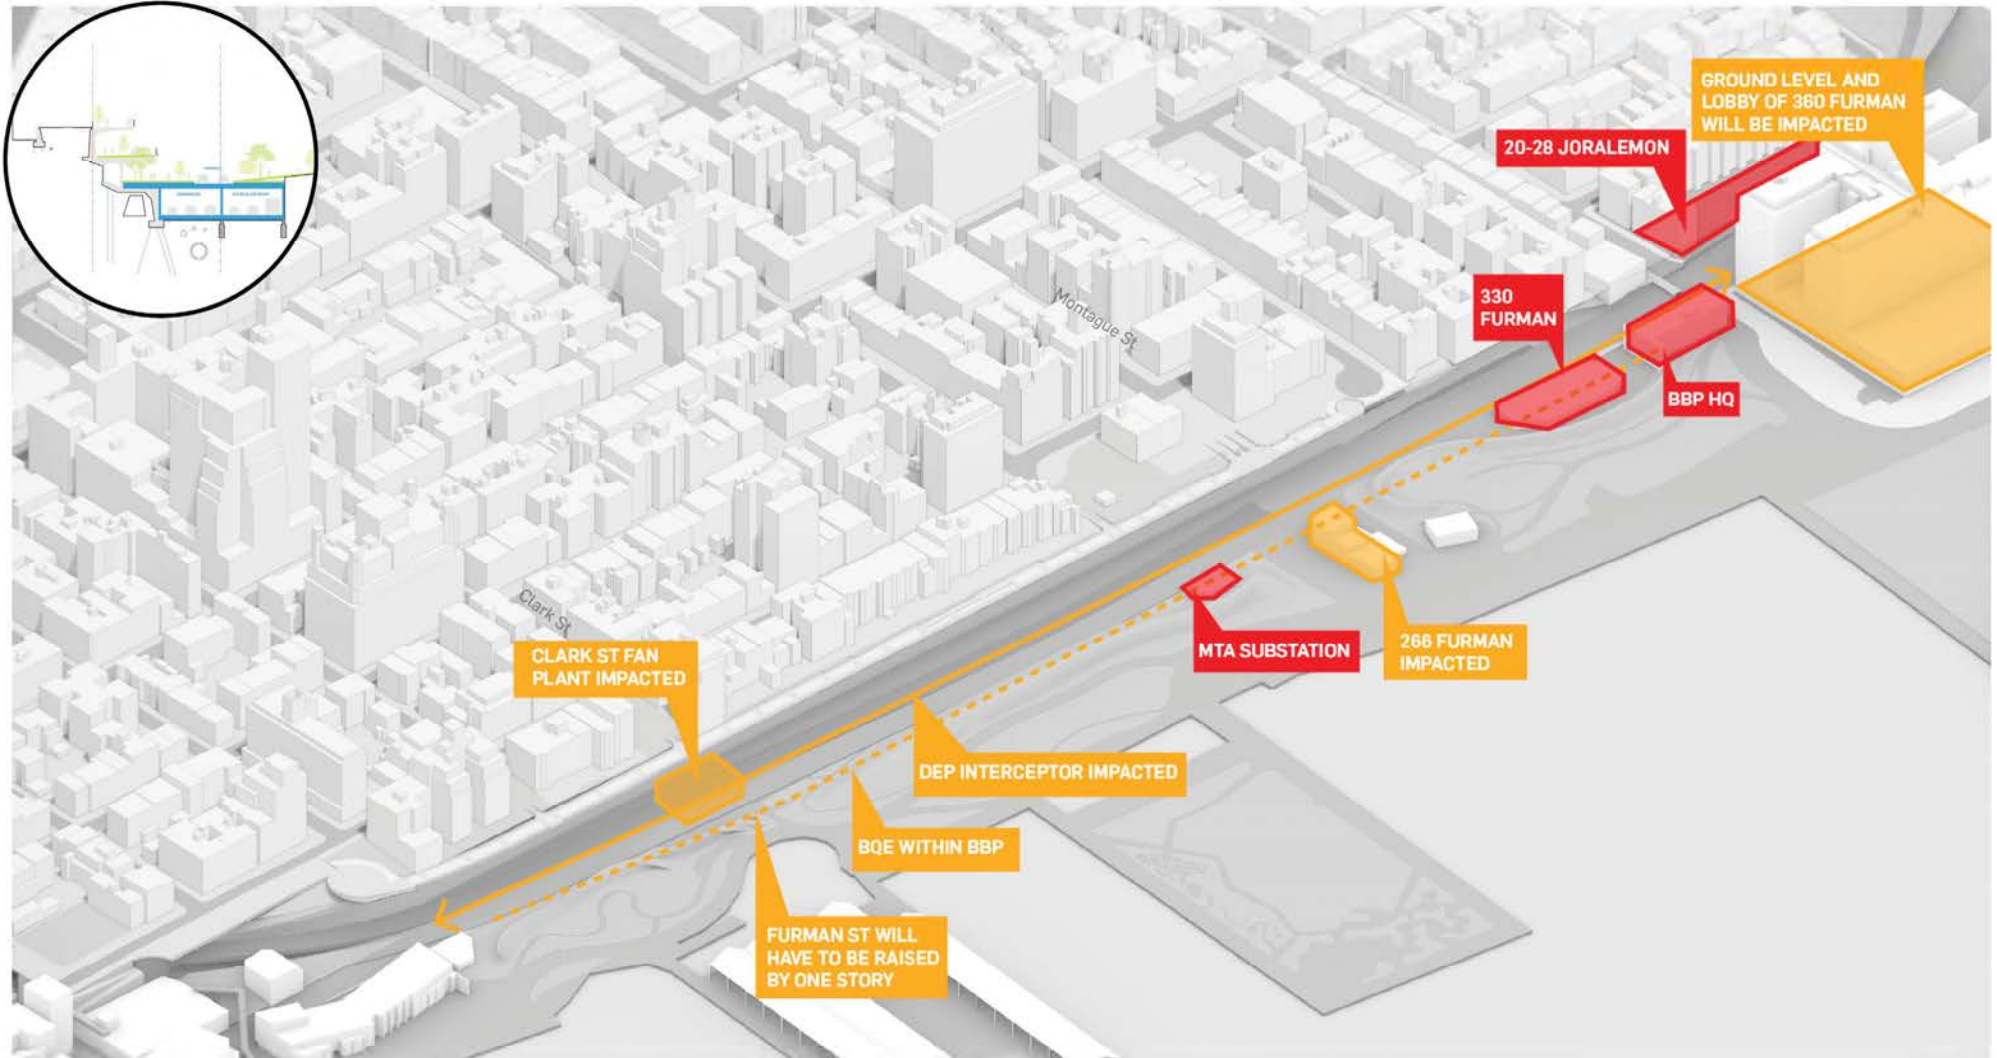 GROUND LEVEL AND
LOBBY OF 360 FURMAN
WILL BE IMPACTED
20-28 JORALEMON
330
FURMAN
Montague St
BBP HQ
Clark St
CLARK ST FAN
PLANT IMPACTED
MTA SUBSTATION
266 FURMAN
IMPACTED
DEP INTERCEPTOR IMPACTED
BQE WITHIN BBP
FURMAN ST WILL
HAVE TO BE RAISED
BY ONE STORY